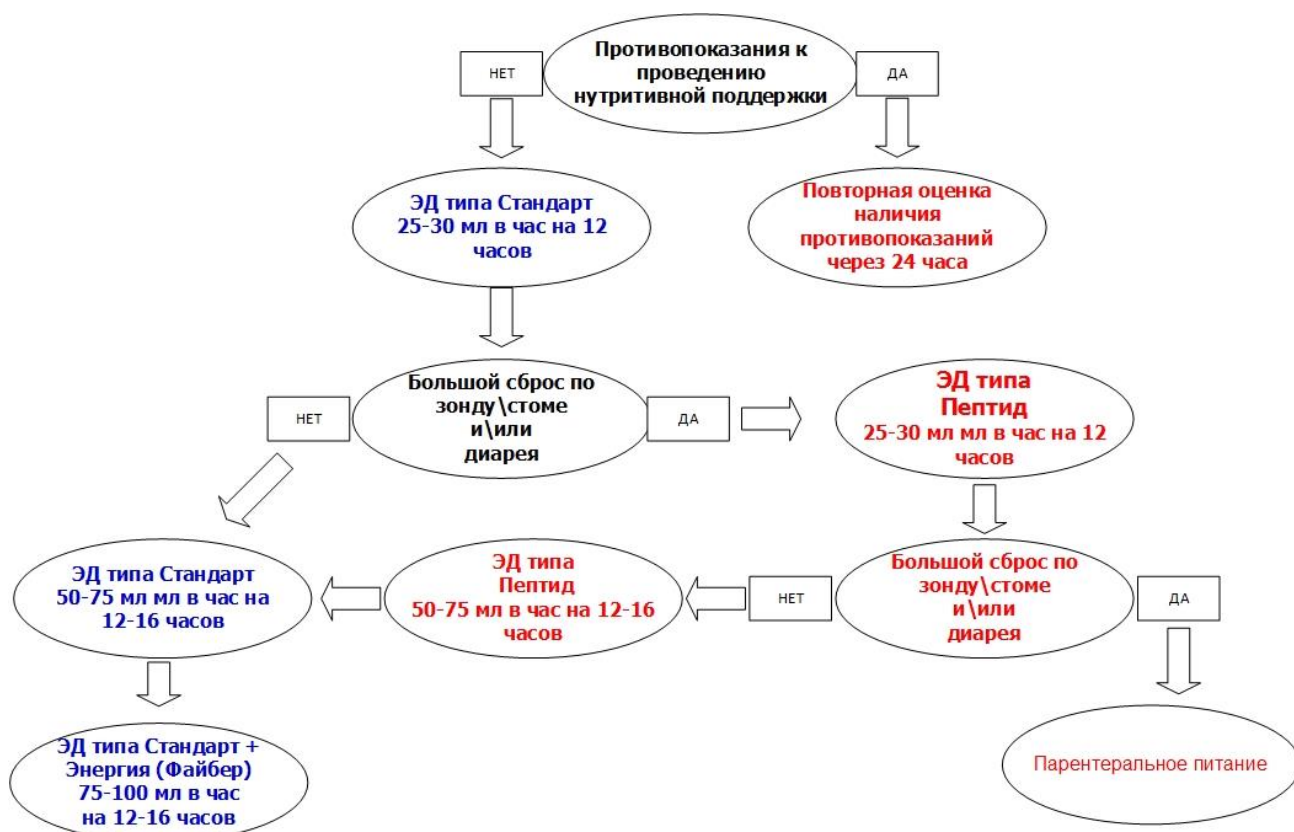 Противопоказания к
проведению
нутритивной поддержки
НЕТ
ДА
ЭД типа Стандарт
25-30 мл в час на 12
часов
Повторная оценка
наличия
противопоказаний
через 24 часа
Большой сброс по
зонду\стоме
и\или
диарея
НЕТ
ДА
ЭД типа
Пептид
25-30 мл мл в час на 12
часов
ЭД типа Стандарт
50-75 мл мл в час на
12-16 часов
ЭД типа
Пептид
50-75 мл в час на 12-16
часов
НЕТ
Большой сброс по
зонду\стоме
и\или
диарея
ДА
ЭД типа Стандарт +
Энергия (Файбер)
75-100 мл в час
на 12-16 часов
Парентеральное питание